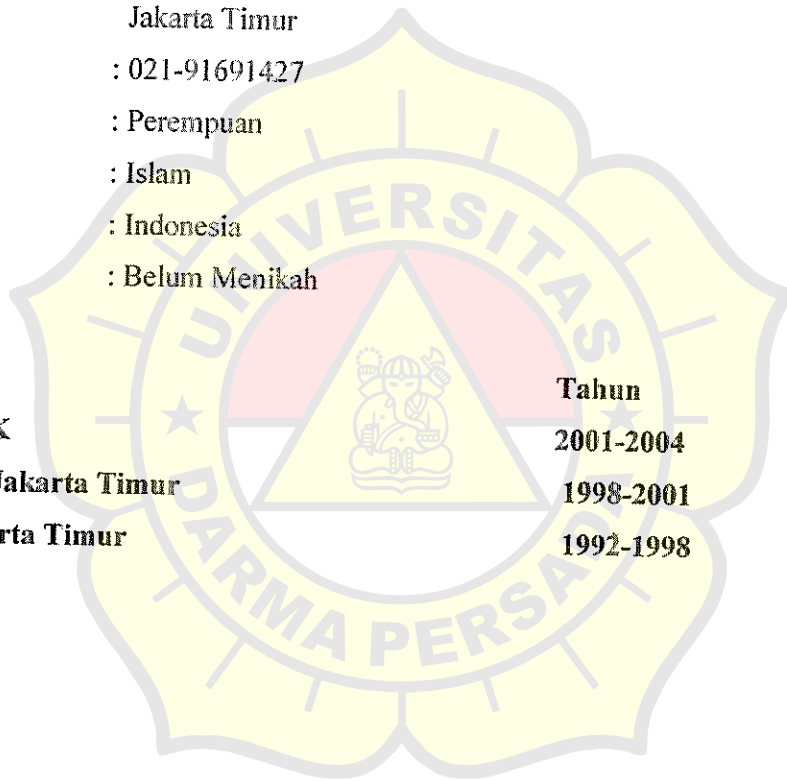 Jakarta Timur
: 021-91691427
: Perempuan
: Islam
: Indonesia
: Belum Menikah
Tahun
K
2001-2004
Jakarta Timur
1998-2001
rta Timur
1992-1998
UNIVERSITAS
DARMA PERSADA